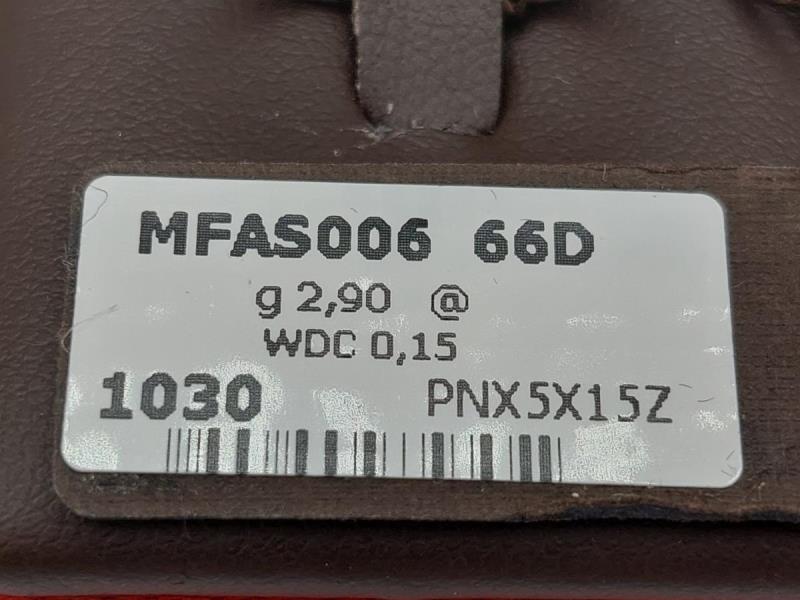 MFAS006 66D
g 2,90 @
WDC 0,15
1030 PNX5X15Z